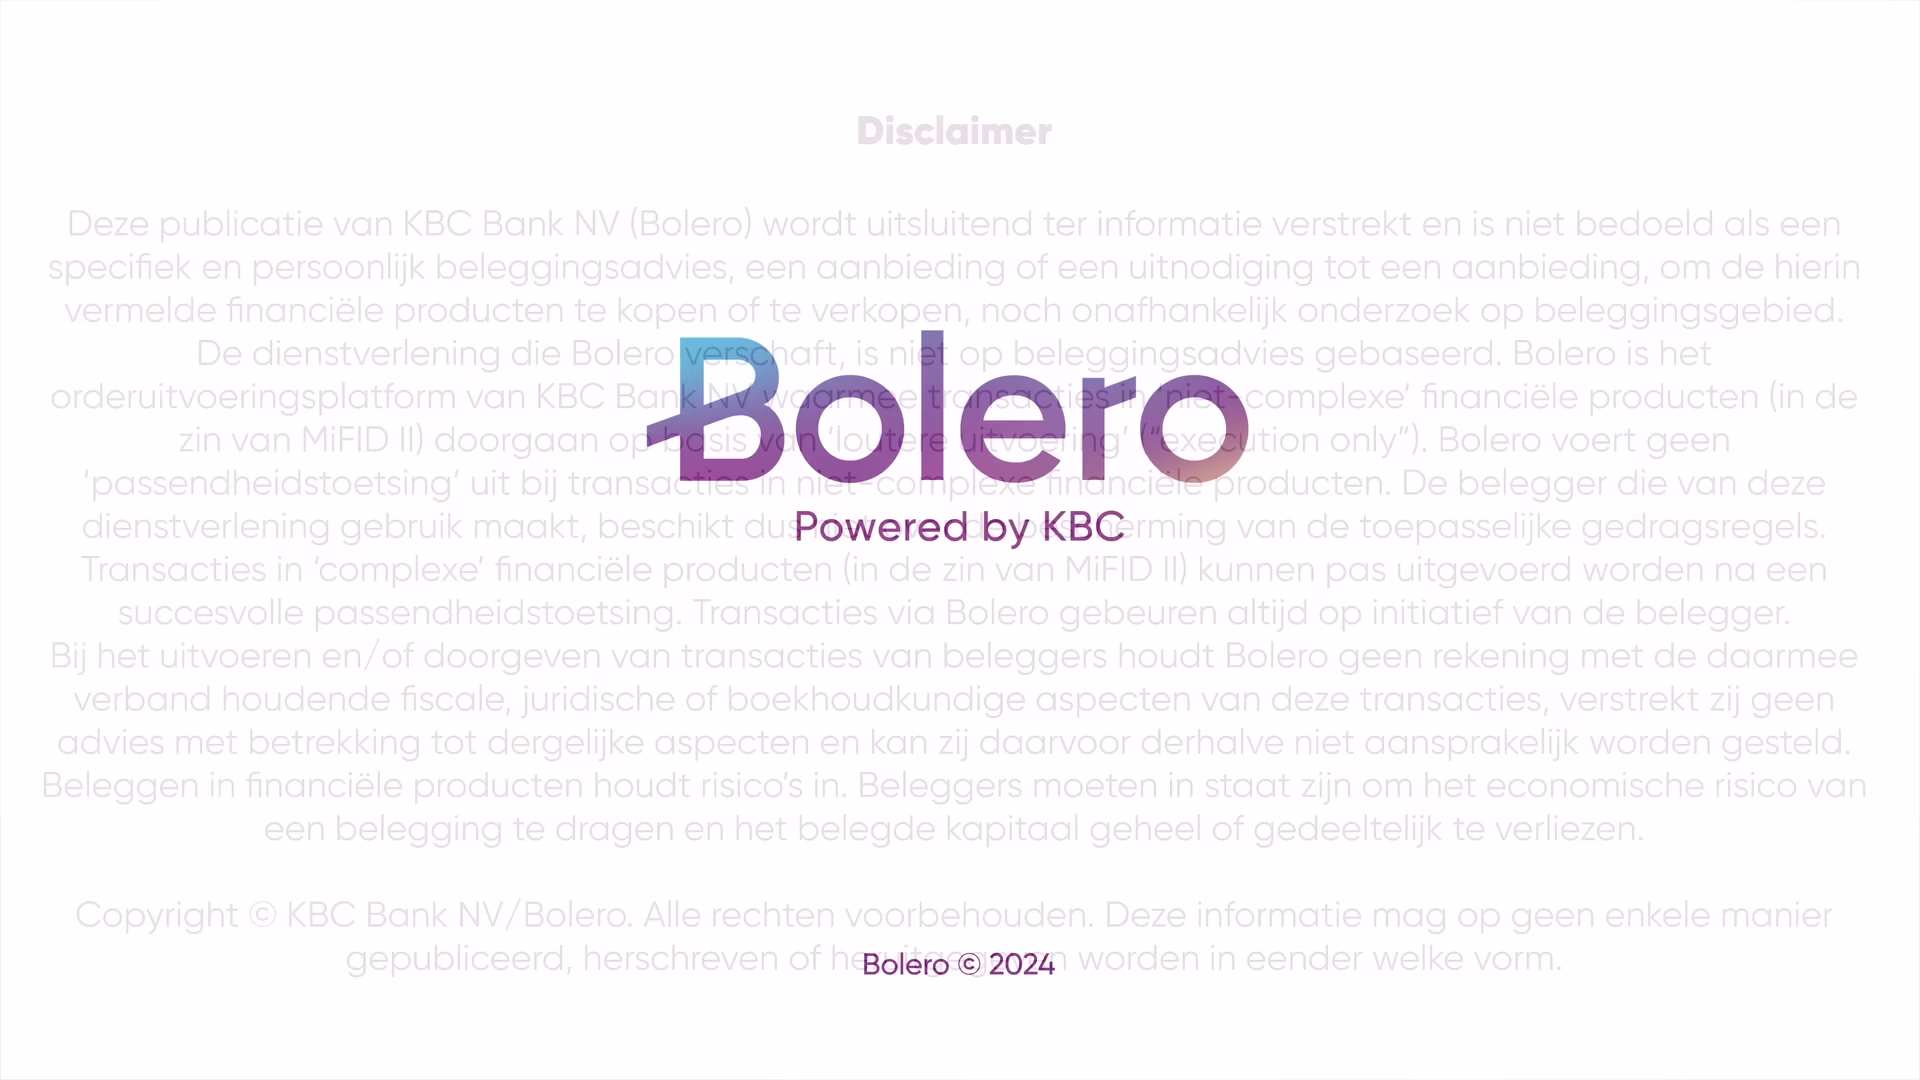 Disclaimer
Deze publicatie van KBC Bank NV (Bolero) wordt uitsluitend ter informatie verstrekt en is niet bedoeld als een
specifiek en persoonlijk beleggingsadvies, een aanbieding of een uitnodiging tot een aanbieding, om de hierin
vermelde financiële producten te kopen of te verkopen, noch onafhankelijk onderzoek op beleggingsgebied.
De dienstverlening die Bolero verschaft, is niet op beleggingsadvies gebaseerd. Bolero is het
orderuitvoeringsplatform van KBC Bank NV waarmee transacties in ‘niet-complexe’ financiële producten (in de
zin van MiFID II) doorgaan op basis van ‘loutere uitvoering’ (“execution only”). Bolero voert geen
‘passendheidstoetsing’ uit bij transacties in niet-complexe financiële producten. De belegger die van deze
dienstverlening gebruik maakt, beschikt dus niet de bescherming van de toepasselijke gedragsregels.
Transacties in ‘complexe’ financiële producten (in de zin van MiFID II) kunnen pas uitgevoerd worden na een
succesvolle passendheidstoetsing. Transacties via Bolero gebeuren altijd op initiatief van de belegger.
Bij het uitvoeren en/of doorgeven van transacties van beleggers houdt Bolero geen rekening met de daarmee
verband houdende fiscale, juridische of boekhoudkundige aspecten van deze transacties, verstrekt zij geen
advies met betrekking tot dergelijke aspecten en kan zij daarvoor derhalve niet aansprakelijk worden gesteld.
Beleggen in financiële producten houdt risico’s in. Beleggers moeten in staat zijn om het economische risico van
een belegging te dragen en het belegde kapitaal geheel of gedeeltelijk te verliezen.
Copyright © KBC Bank NV/Bolero. Alle rechten voorbehouden. Deze informatie mag op geen enkele manier
gepubliceerd, herschreven of heruitgegeven worden in eender welke vorm.
Bolero
Powered by KBC
Bolero © 2024